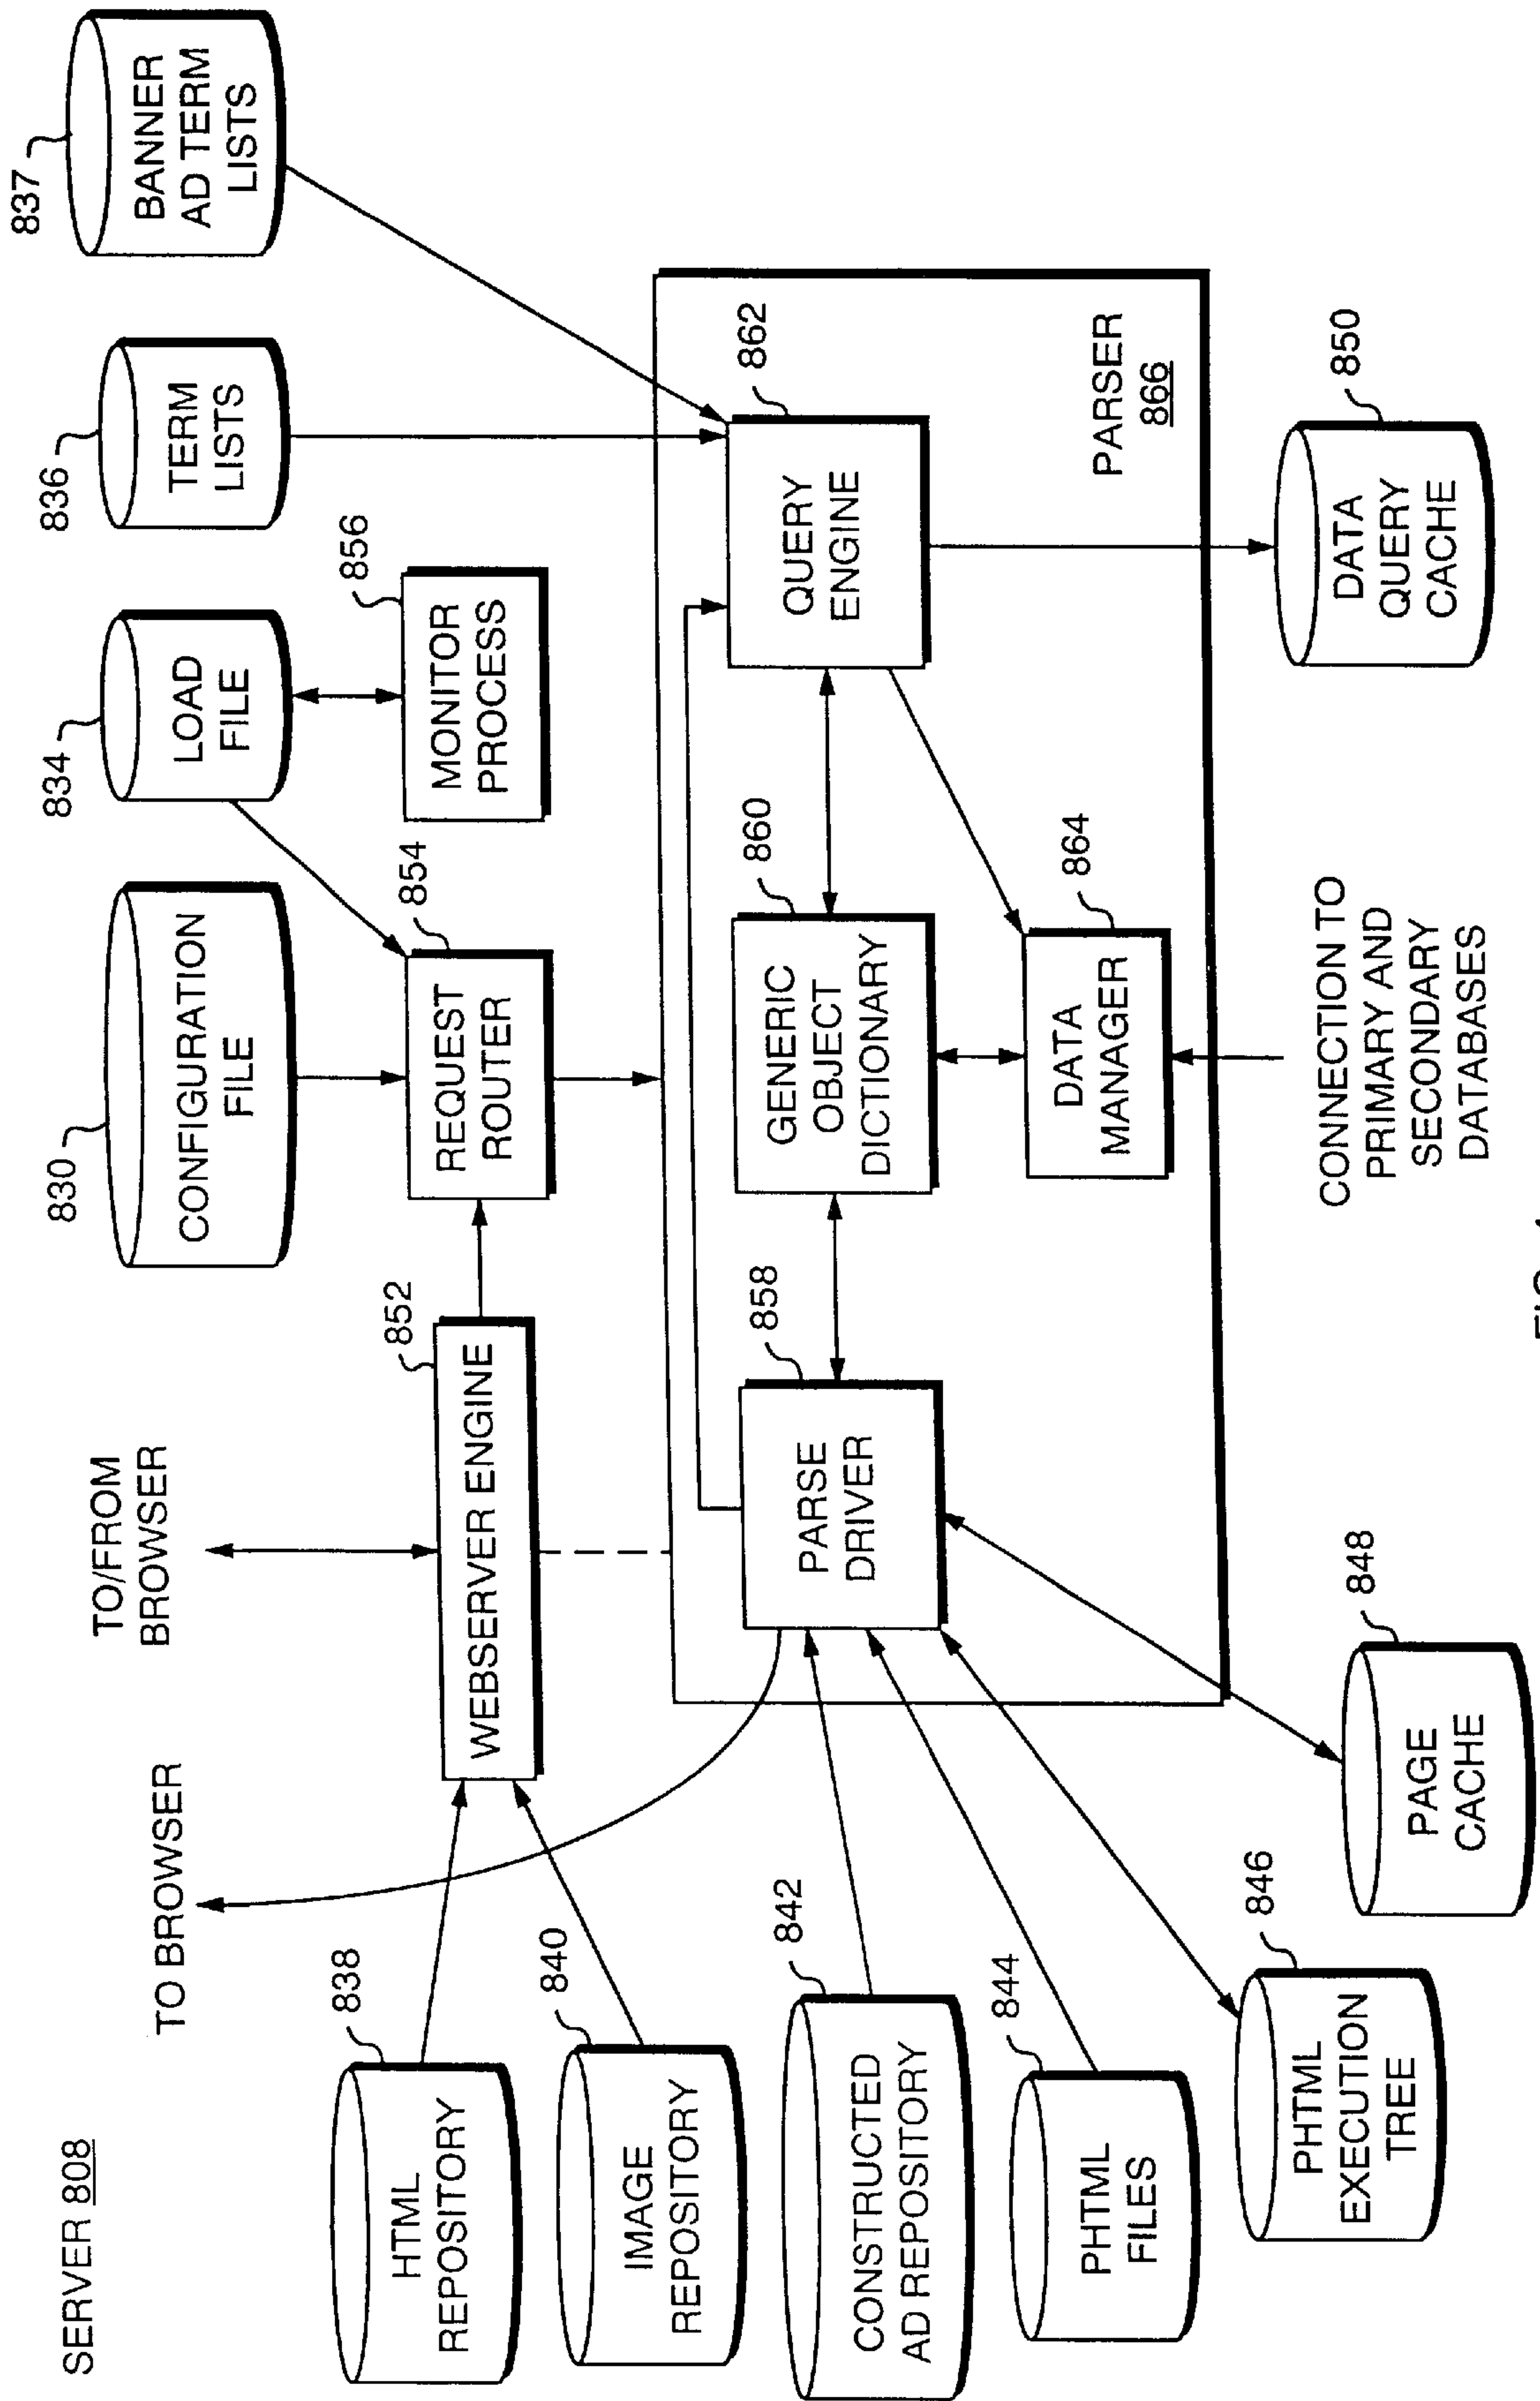 SERVER 808
TO BROWSER
TO/FROM
BROWSER
830
CONFIGURATION
FILE
834
LOAD
FILE
836
TERM
LISTS
837
BANNER
AD TERM
LISTS
838
HTML
REPOSITORY
852
WEBSERVER ENGINE
854
REQUEST
ROUTER
856
MONITOR
PROCESS
840
IMAGE
REPOSITORY
842
CONSTRUCTED
AD REPOSITORY
858
PARSE
DRIVER
860
GENERIC
OBJECT
DICTIONARY
862
QUERY
ENGINE
844
PHTML
FILES
864
DATA
MANAGER
PARSER
866
846
PHTML
EXECUTION
TREE
848
PAGE
CACHE
CONNECTION TO
PRIMARY AND
SECONDARY
DATABASES
850
DATA
QUERY
CACHE